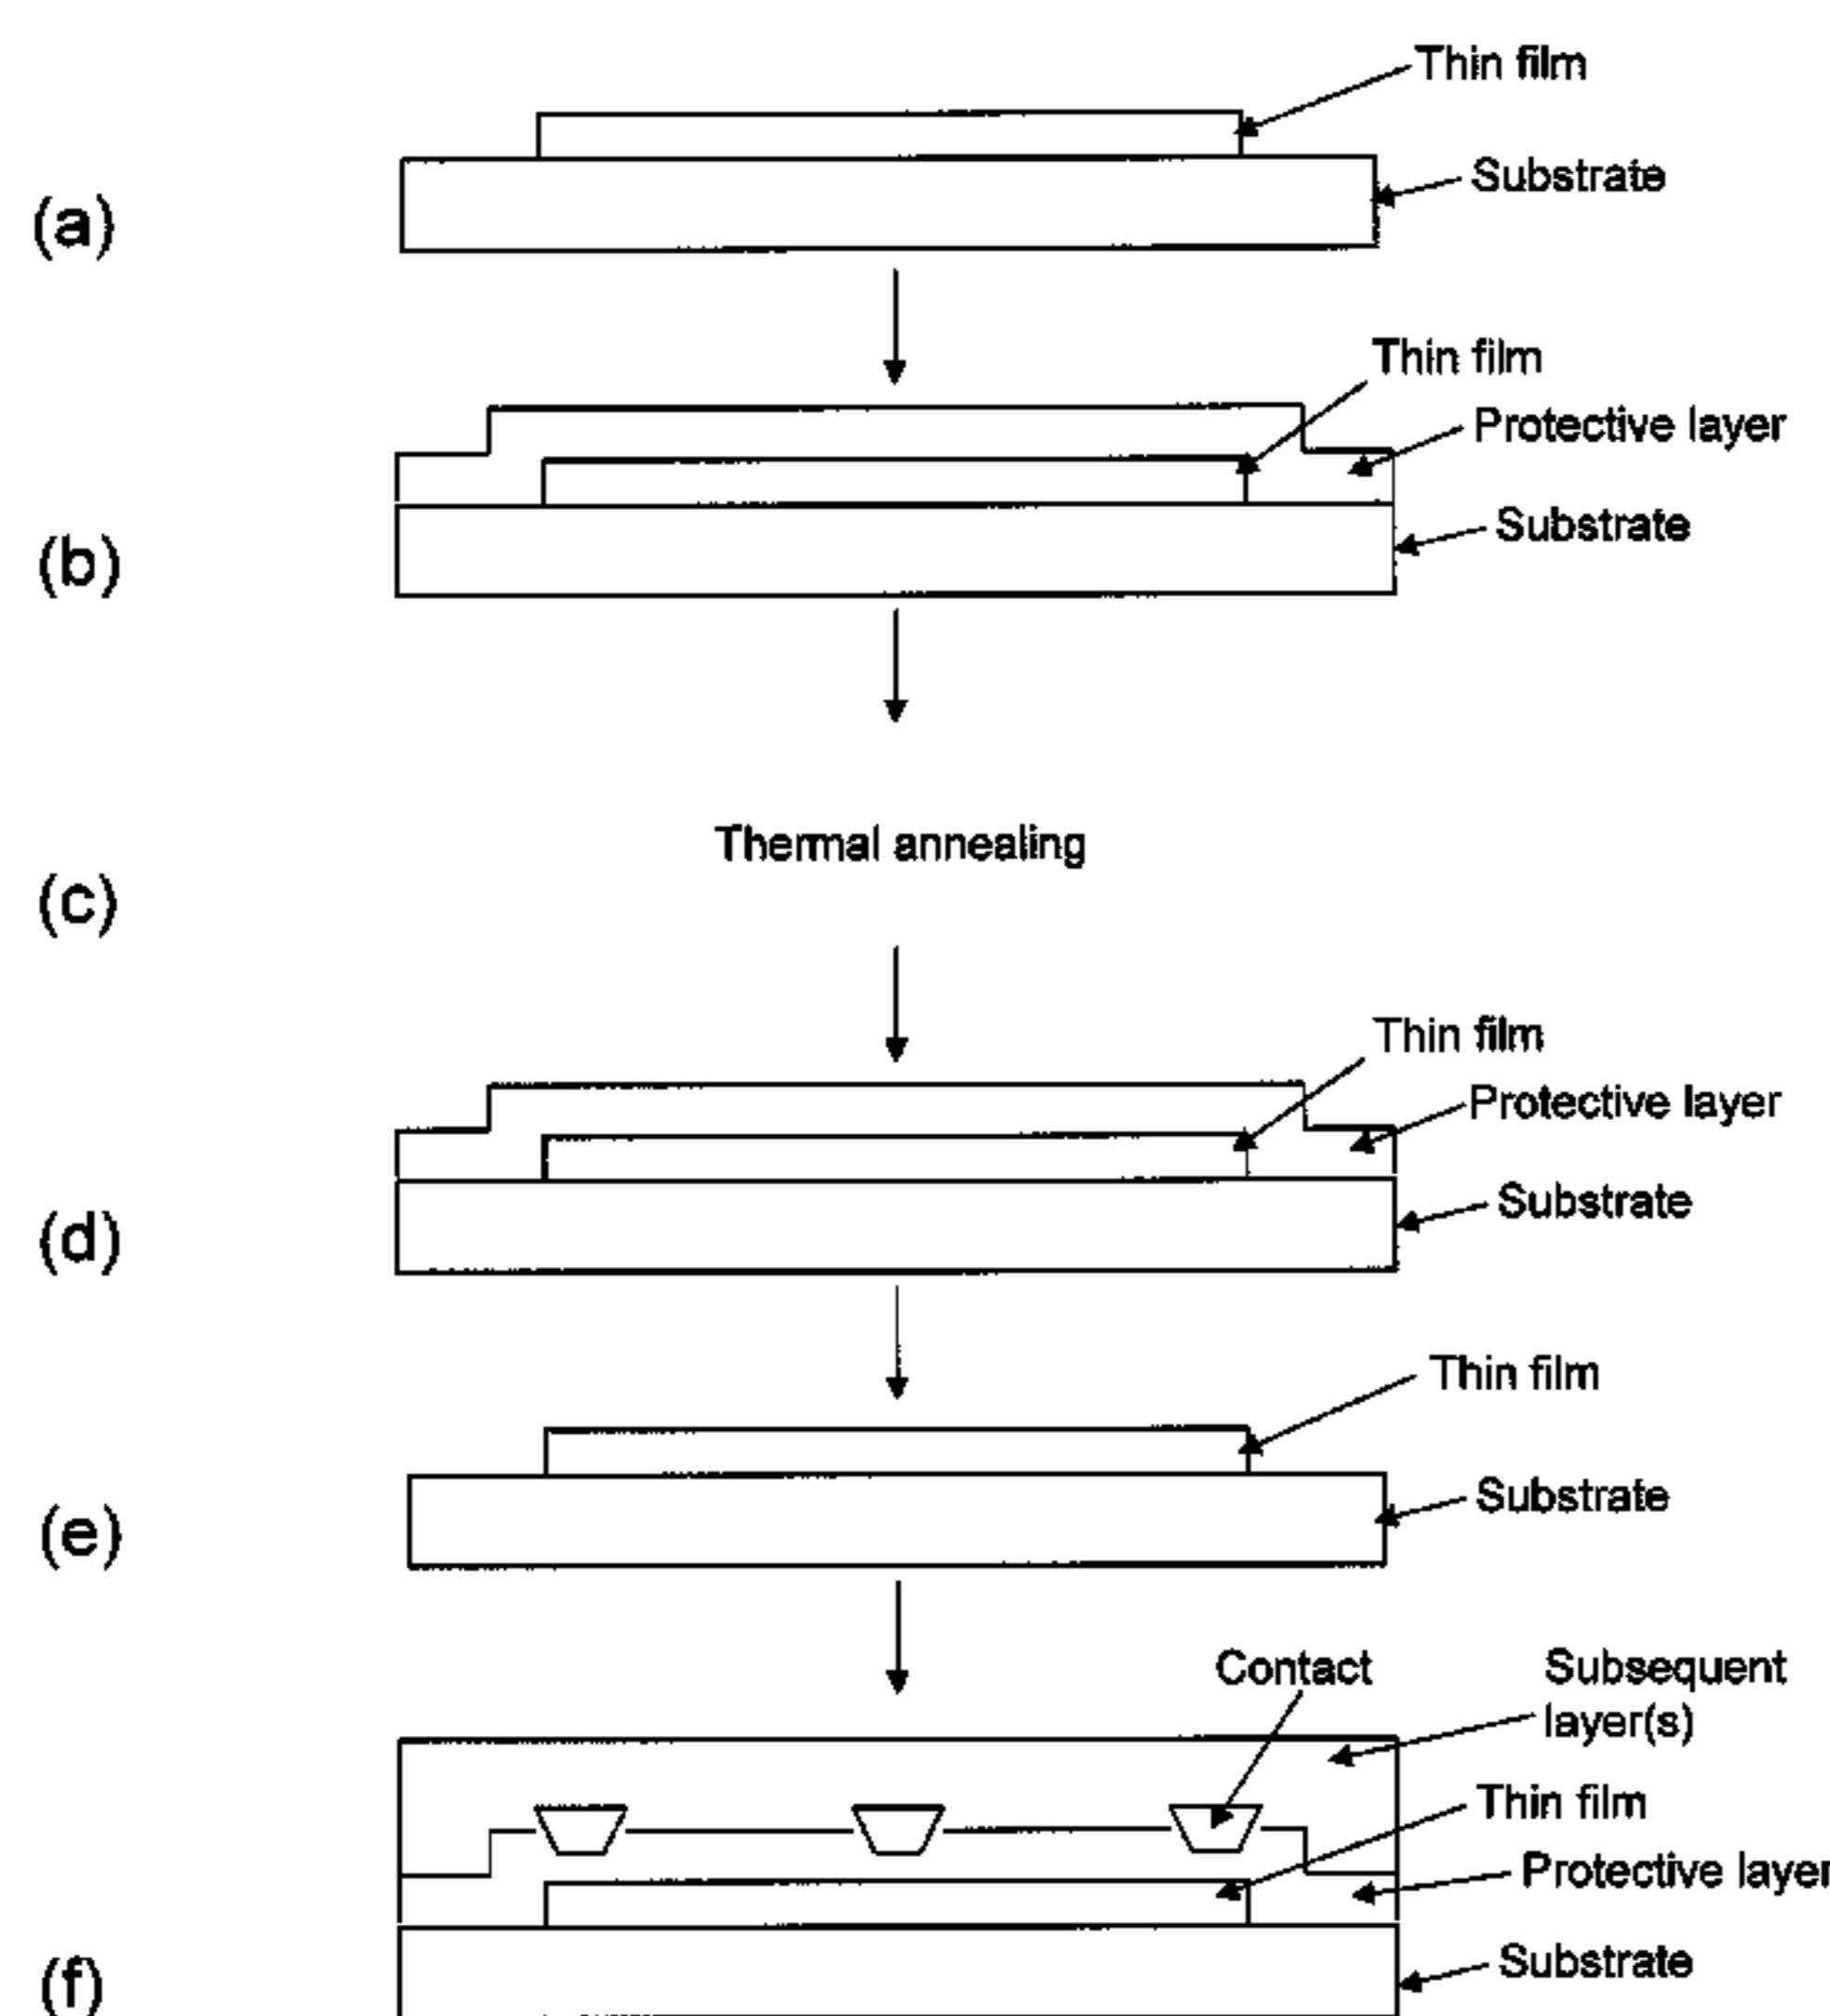 Thin film
Substrate
(a)
Thin film
Protective layer
Substrate
(b)
Thermal annealing
(c)
Thin film
Protective layer
Substrate
(d)
Thin film
Substrate
(e)
Contact
Subsequent
layer(s)
Thin film
Protective layer
Substrate
(f)